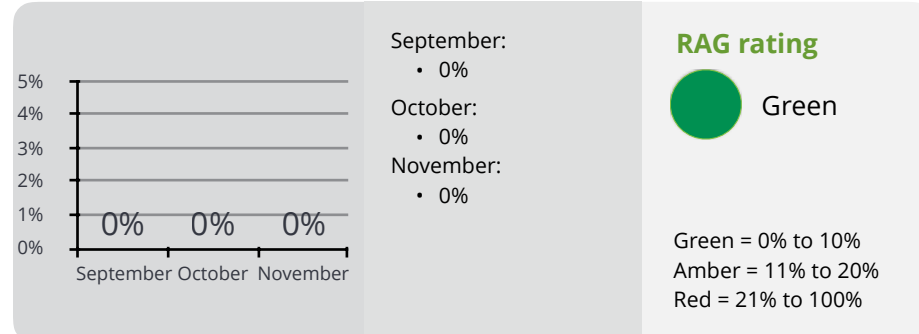 5%
4%
3%
2%
1%
0%
0% 0% 0%
September October November
September:
• 0%
October:
• 0%
November:
• 0%
RAG rating
Green
Green = 0% to 10%
Amber = 11% to 20%
Red = 21% to 100%